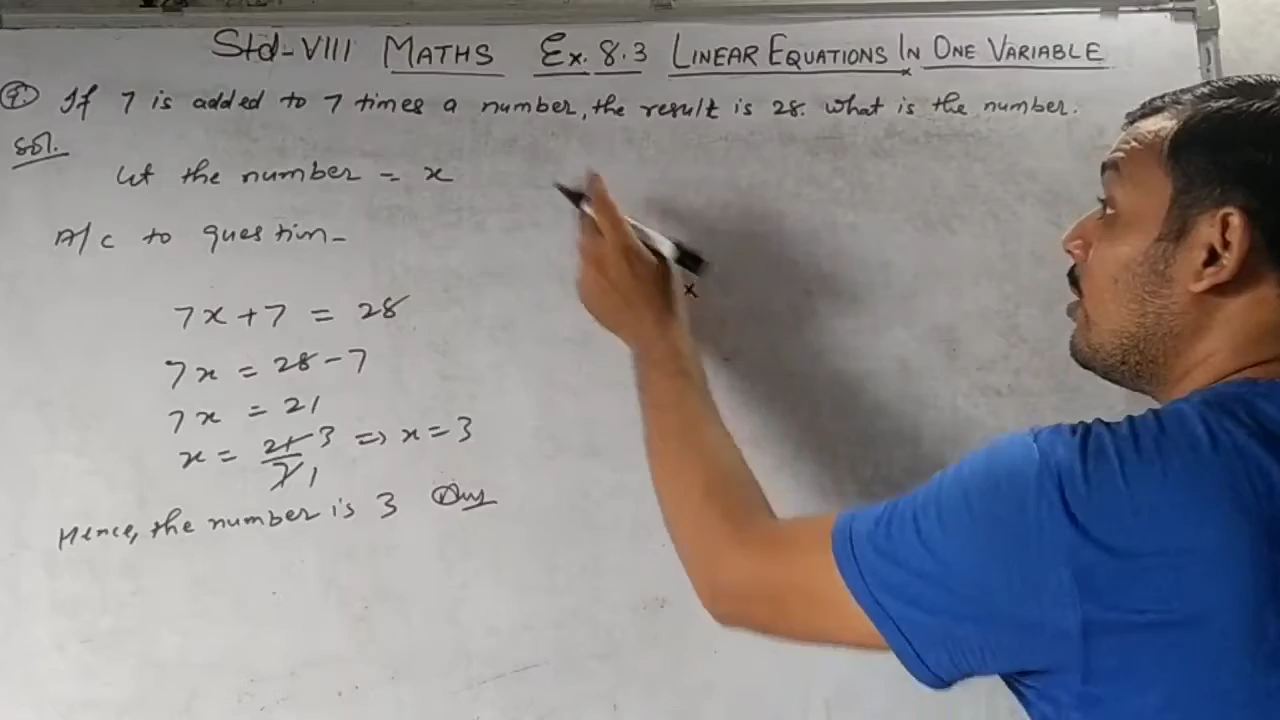 Std-VIII MATHS Ex. 8.3 LINEAR EQUATIONS IN ONE VARIABLE
Q. If 7 is added to 7 times a number, the result is 28. what is the number.
Sol.
Let the number = x
A/c to question-
7x + 7 = 28
7x = 28 - 7
7x = 21
x = 21/7 3 1 => x = 3
Hence, the number is 3 Ans